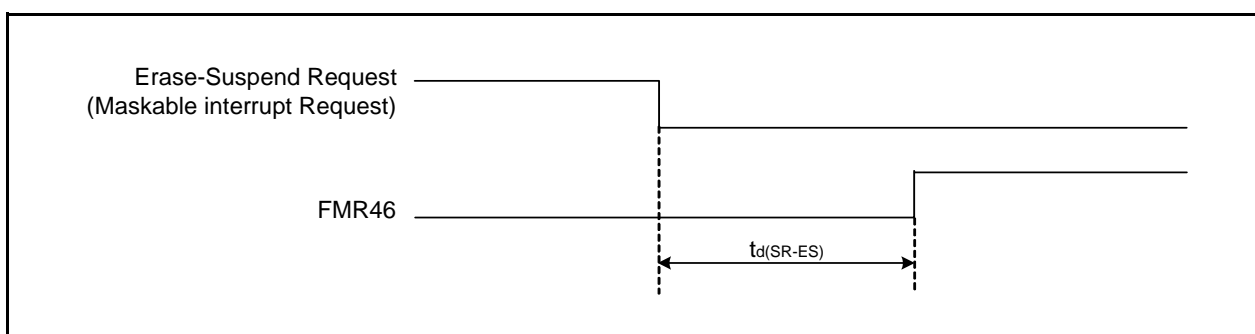 Erase-Suspend Request
(Maskable interrupt Request)
FMR46
td(SR-ES)